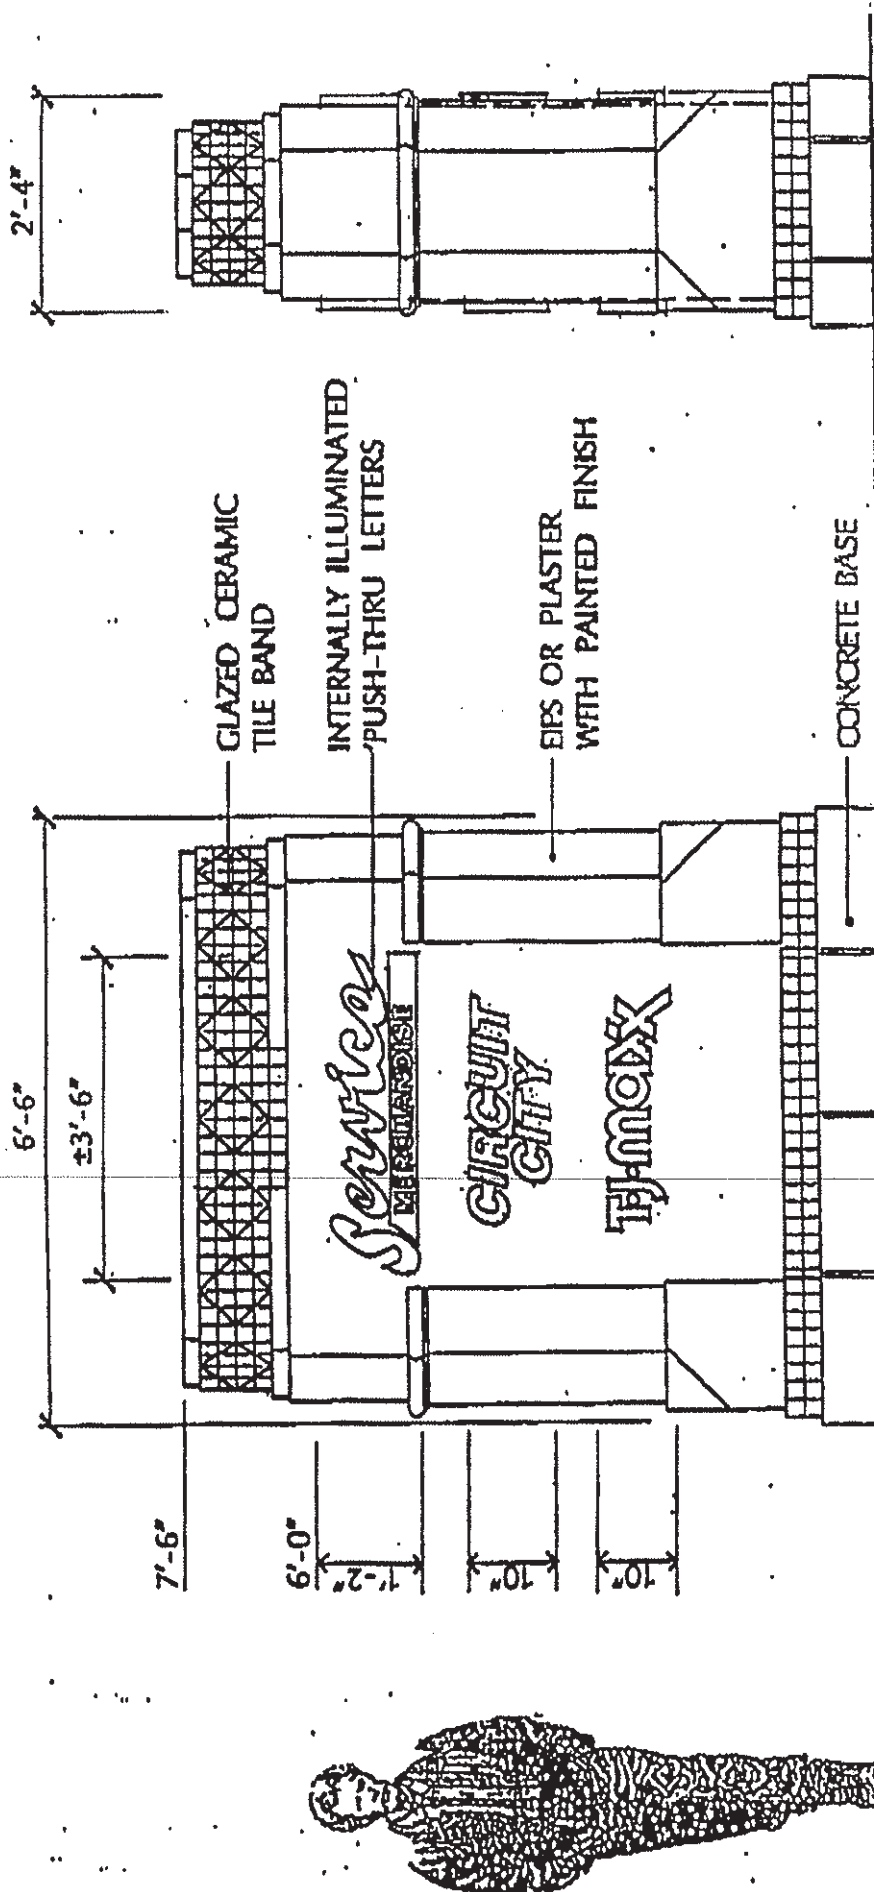 6'-6"
±3'-6"
2'-4"
7'-6"
6'-0"
1'-2"
10"
10"
Service
MERCHANDISE
CIRCUIT
CITY
T·J·maxx
GLAZED CERAMIC
TILE BAND
INTERNALLY ILLUMINATED
PUSH-THRU LETTERS
EIFS OR PLASTER
WITH PAINTED FINISH
CONCRETE BASE